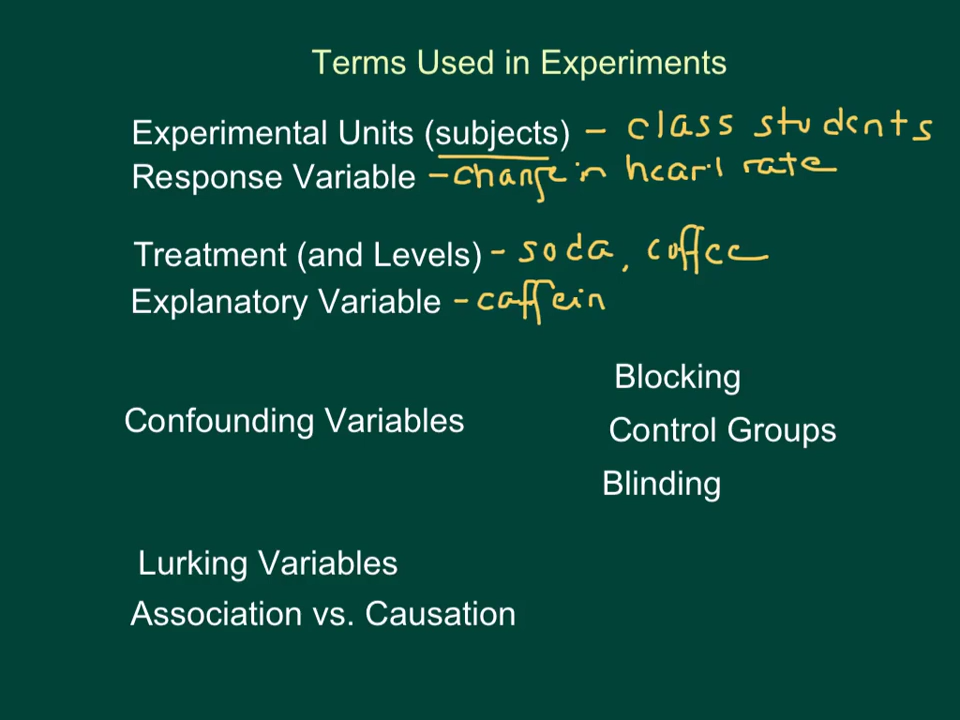 Terms Used in Experiments
Experimental Units (subjects) - class students
Response Variable - change in heart rate
Treatment (and Levels) - soda, coffee
Explanatory Variable - caffein
Blocking
Confounding Variables
Control Groups
Blinding
Lurking Variables
Association vs. Causation